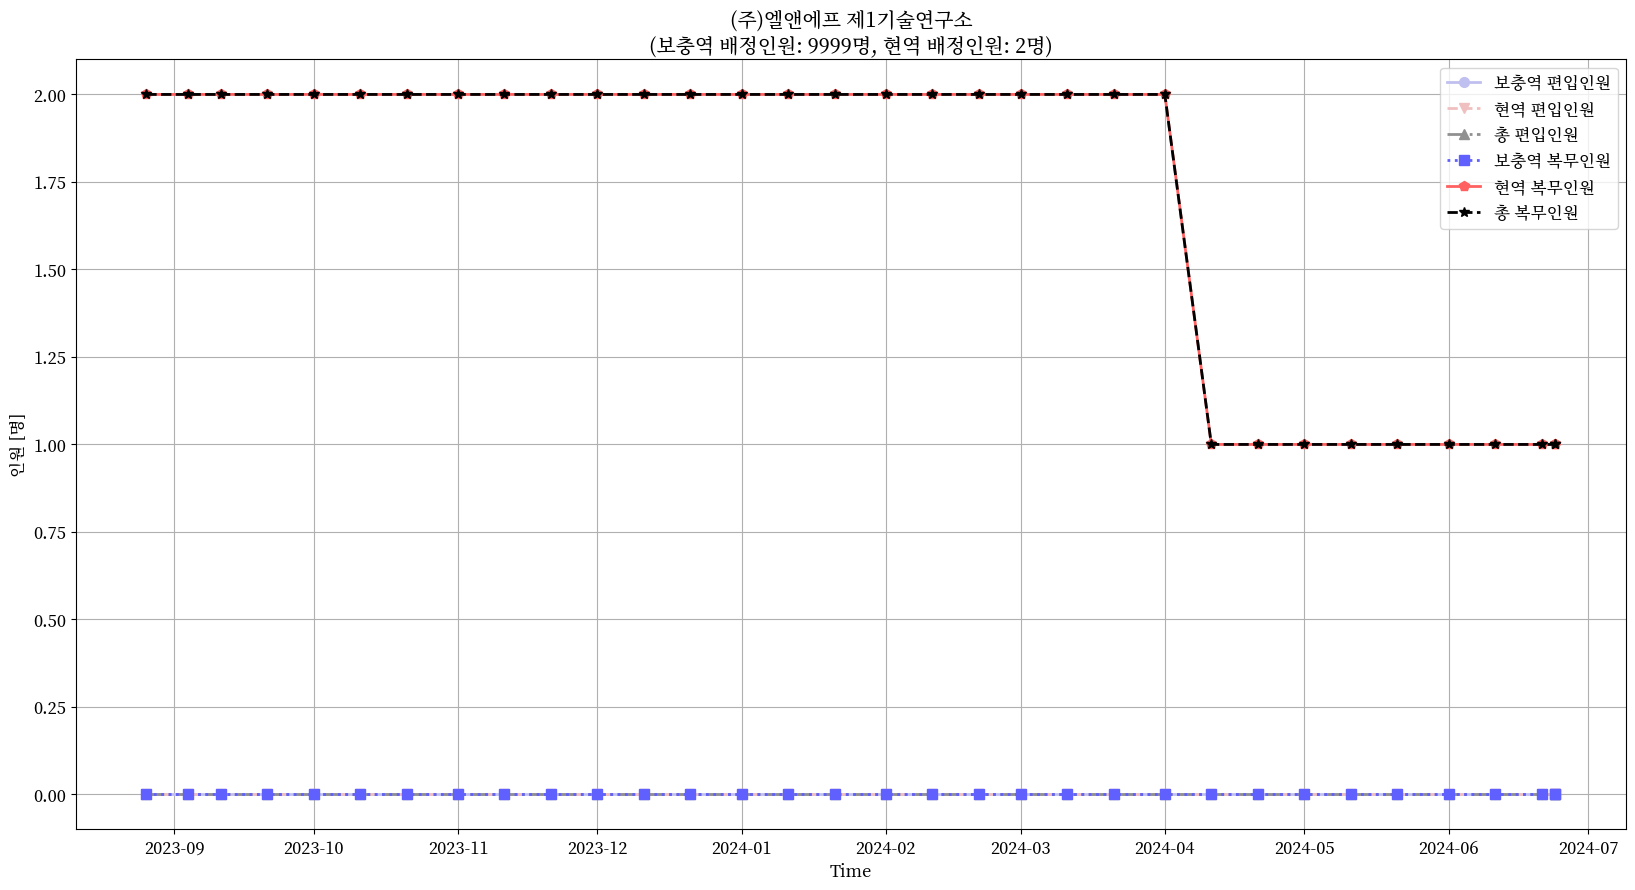 (주)엘앤에프 제1기술연구소
(보충역 배정인원: 9999명, 현역 배정인원: 2명)
보충역 편입인원
현역 편입인원
총 편입인원
보충역 복무인원
현역 복무인원
총 복무인원
인원 [명]
2.00
1.75
1.50
1.25
1.00
0.75
0.50
0.25
0.00
2023-09 2023-10 2023-11 2023-12 2024-01 2024-02 2024-03 2024-04 2024-05 2024-06 2024-07
Time